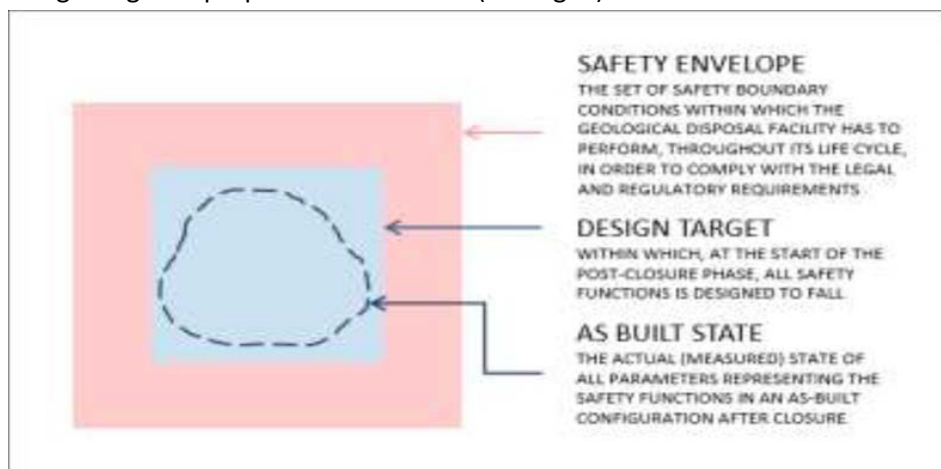 SAFETY ENVELOPE
THE SET OF SAFETY BOUNDARY
CONDITIONS WITHIN WHICH THE
GEOLOGICAL DISPOSAL FACILITY HAS TO
PERFORM, THROUGHOUT ITS LIFE CYCLE,
IN ORDER TO COMPLY WITH THE LEGAL
AND REGULATORY REQUIREMENTS
DESIGN TARGET
WITHIN WHICH, AT THE START OF THE
POST-CLOSURE PHASE, ALL SAFETY
FUNCTIONS IS DESIGNED TO FALL
AS BUILT STATE
THE ACTUAL (MEASURED) STATE OF
ALL PARAMETERS REPRESENTING THE
SAFETY FUNCTIONS IN AN AS-BUILT
CONFIGURATION AFTER CLOSURE